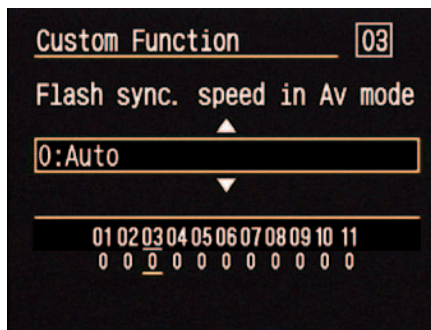 Custom Function 03
Flash sync. speed in Av mode
0:Auto
01 02 03 04 05 06 07 08 09 10 11
0 0 0 0 0 0 0 0 0 0 0